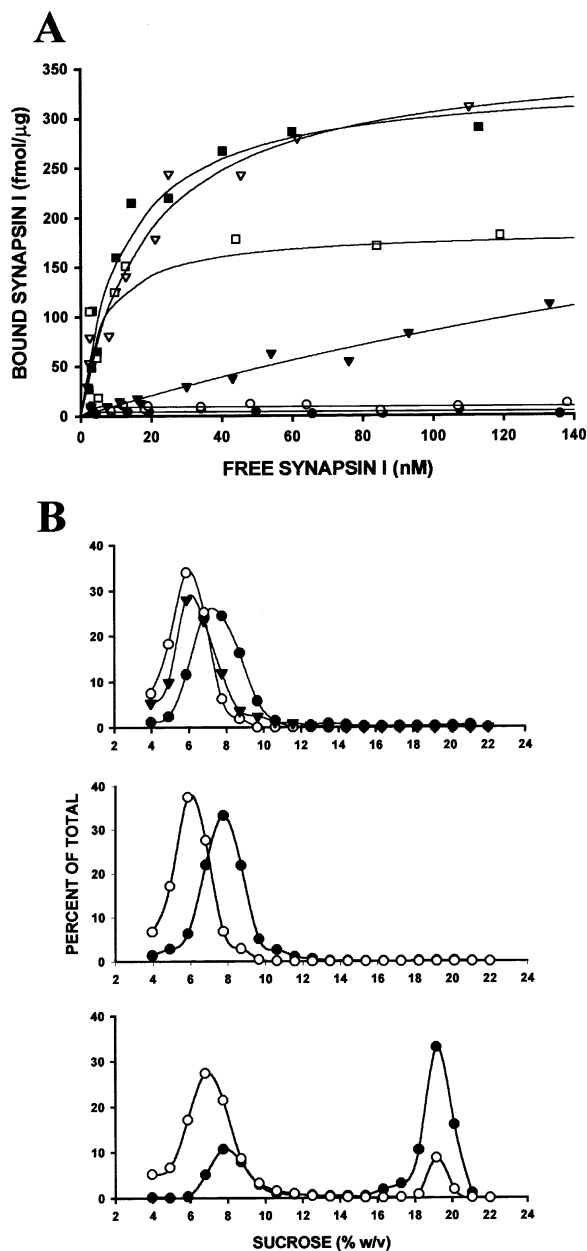 A
BOUND SYNAPSIN I (fmol/µg)
350
300
250
200
150
100
50
0
0 20 40 60 80 100 120 140
FREE SYNAPSIN I (nM)
B
PERCENT OF TOTAL
40
30
20
10
0
2 4 6 8 10 12 14 16 18 20 22 24
40
30
20
10
0
2 4 6 8 10 12 14 16 18 20 22 24
40
30
20
10
0
2 4 6 8 10 12 14 16 18 20 22 24
SUCROSE (% w/v)